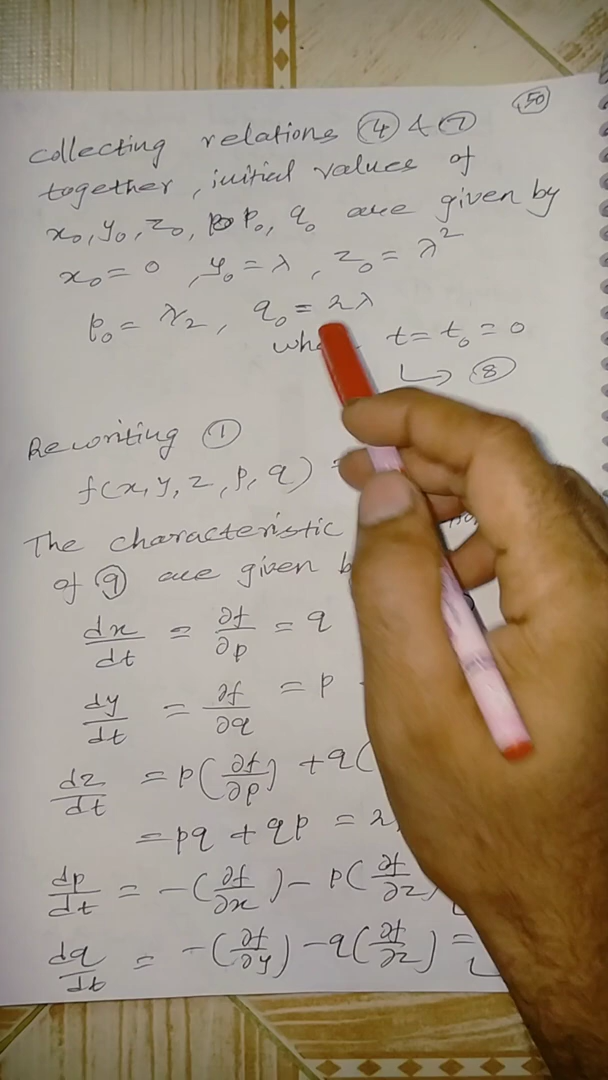 50
collecting relations ④ & ⑦
together, initial values of
x₀, y₀, z₀, p₀, q₀ are given by
x₀ = 0 , y₀ = λ , z₀ = λ²
p₀ = λ/2 , q₀ = 2λ
t = t₀ = 0
↳ ⑧
Rewriting ①
f(x, y, z, p, q) =
The characteristic
of ⑨ are given
dx/dt = ∂f/∂p = q
dy/dt = ∂f/∂q = p
dz/dt = p(∂f/∂p) + q(
= pq + qp = 2
dp/dt = -(∂f/∂x) - p(∂f/∂z)
dq/dt = -(∂f/∂y) - q(∂f/∂z) =